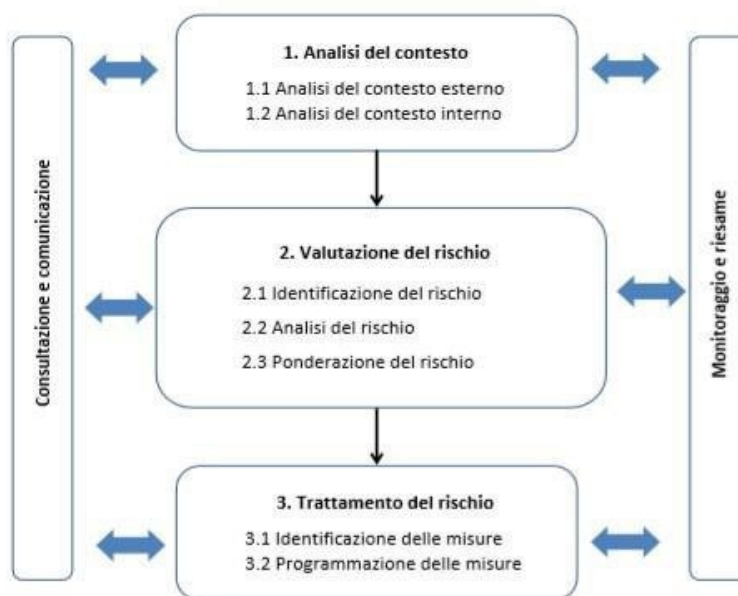 Consultazione e comunicazione
1. Analisi del contesto
1.1 Analisi del contesto esterno
1.2 Analisi del contesto interno
2. Valutazione del rischio
2.1 Identificazione del rischio
2.2 Analisi del rischio
2.3 Ponderazione del rischio
3. Trattamento del rischio
3.1 Identificazione delle misure
3.2 Programmazione delle misure
Monitoraggio e riesame